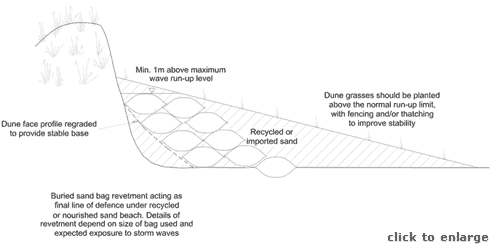 Min. 1m above maximum
wave run-up level
Dune grasses should be planted
above the normal run-up limit,
with fencing and/or thatching
to improve stability
Dune face profile regraded
to provide stable base
Recycled or
imported sand
Buried sand bag revetment acting as
final line of defence under recycled
or nourished sand beach. Details of
revetment depend on size of bag used and
expected exposure to storm waves
click to enlarge